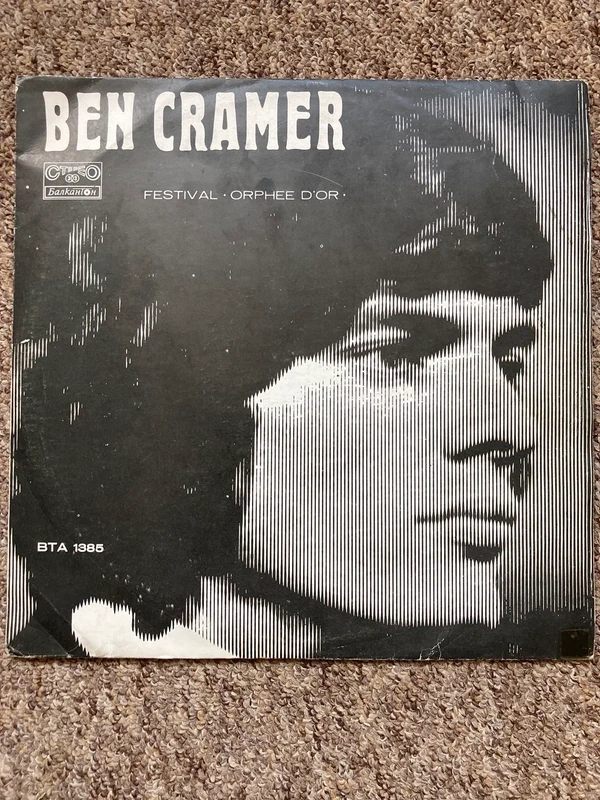 BEN CRAMER
СТЕРЕО
Балкантон
FESTIVAL · ORPHEE D'OR ·
BTA 1385